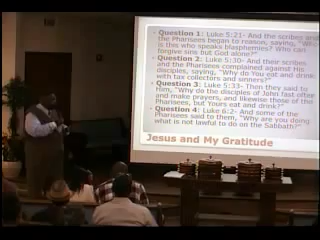 · Question 1: Luke 5:21- And the scribes and
the Pharisees began to reason, saying, "Who
is this who speaks blasphemies? Who can
forgive sins but God alone?"
· Question 2: Luke 5:30- And their scribes
and the Pharisees complained against His
disciples, saying, "Why do You eat and drink
with tax collectors and sinners?"
· Question 3: Luke 5:33- Then they said to
Him, "Why do the disciples of John fast often
and make prayers, and likewise those of the
Pharisees, but Yours eat and drink?"
· Question 4: Luke 6:2- And some of the
Pharisees said to them, "Why are you doing
what is not lawful to do on the Sabbath?"
Jesus and My Gratitude